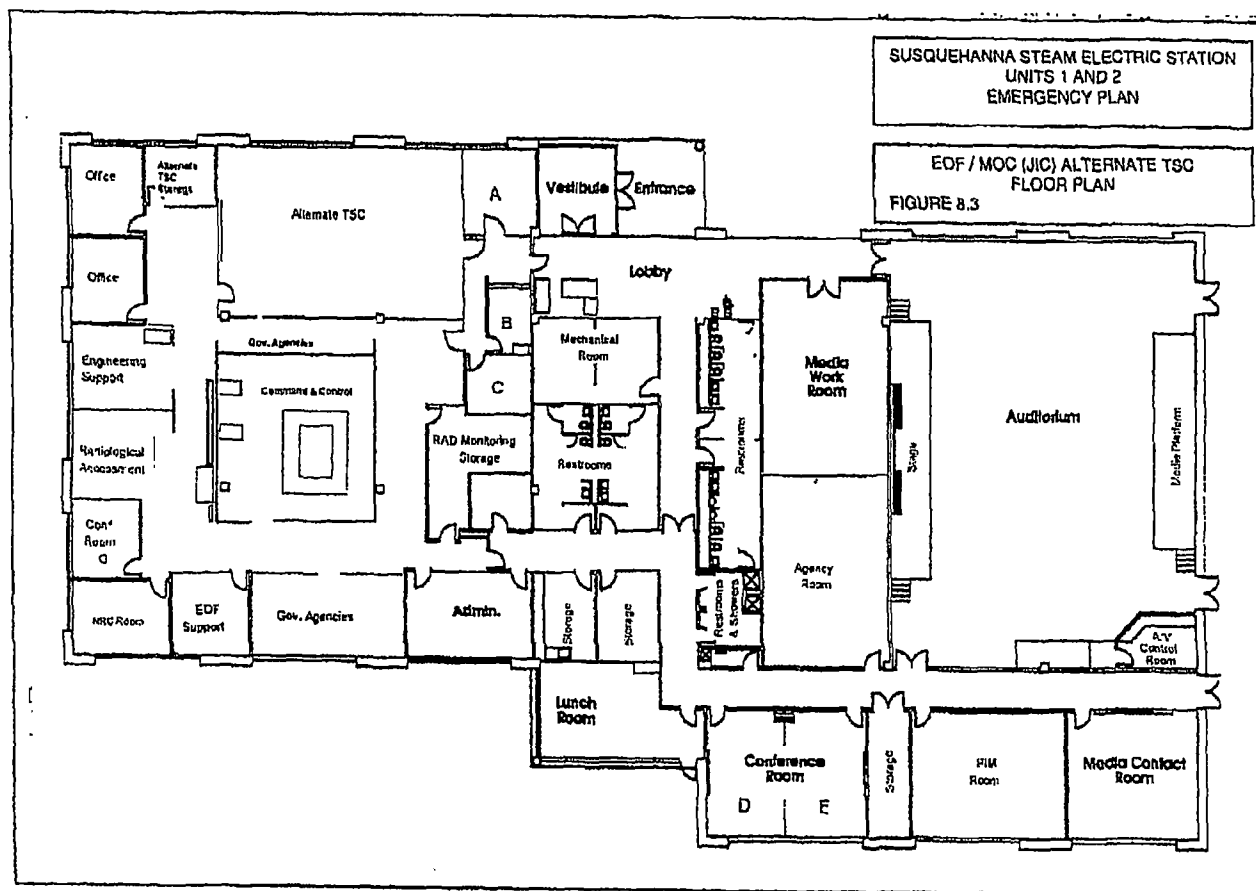 SUSQUEHANNA STEAM ELECTRIC STATION
UNITS 1 AND 2
EMERGENCY PLAN
EOF / MOC (JIC) ALTERNATE TSC
FLOOR PLAN
FIGURE 8.3
Office
Alternate
TSC
Storage
Alternate TSC
A
Vestibule
Entrance
Office
Lobby
B
Engineering
Support
Gov. Agencies
Command & Control
Mechanical
Room
C
Media
Work
Room
Auditorium
Stage
Media Platform
Radiological
Assessment
RAD Monitoring
Storage
Restrooms
Restrooms
Conf
Room
G
Agency
Room
NRC Room
EOF
Support
Gov. Agencies
Admin.
Storage
Storage
Restrooms
& Showers
A/V
Control
Room
Lunch
Room
Conference
Room
D
E
Storage
PIM
Room
Media Contact
Room